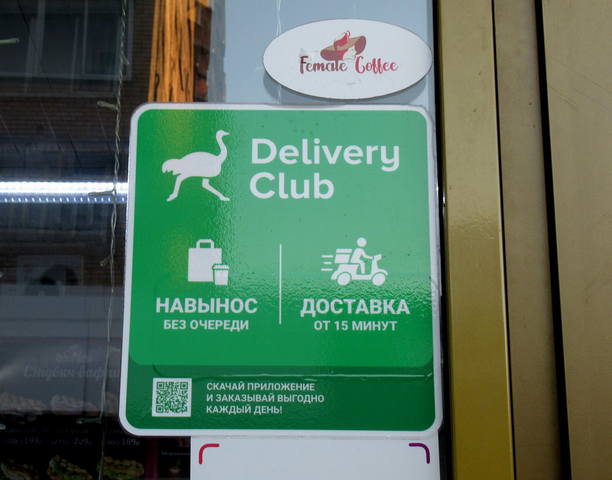 Female Coffee
Delivery
Club
НАВЫНОС
БЕЗ ОЧЕРЕДИ
ДОСТАВКА
ОТ 15 МИНУТ
СКАЧАЙ ПРИЛОЖЕНИЕ
И ЗАКАЗЫВАЙ ВЫГОДНО
КАЖДЫЙ ДЕНЬ!